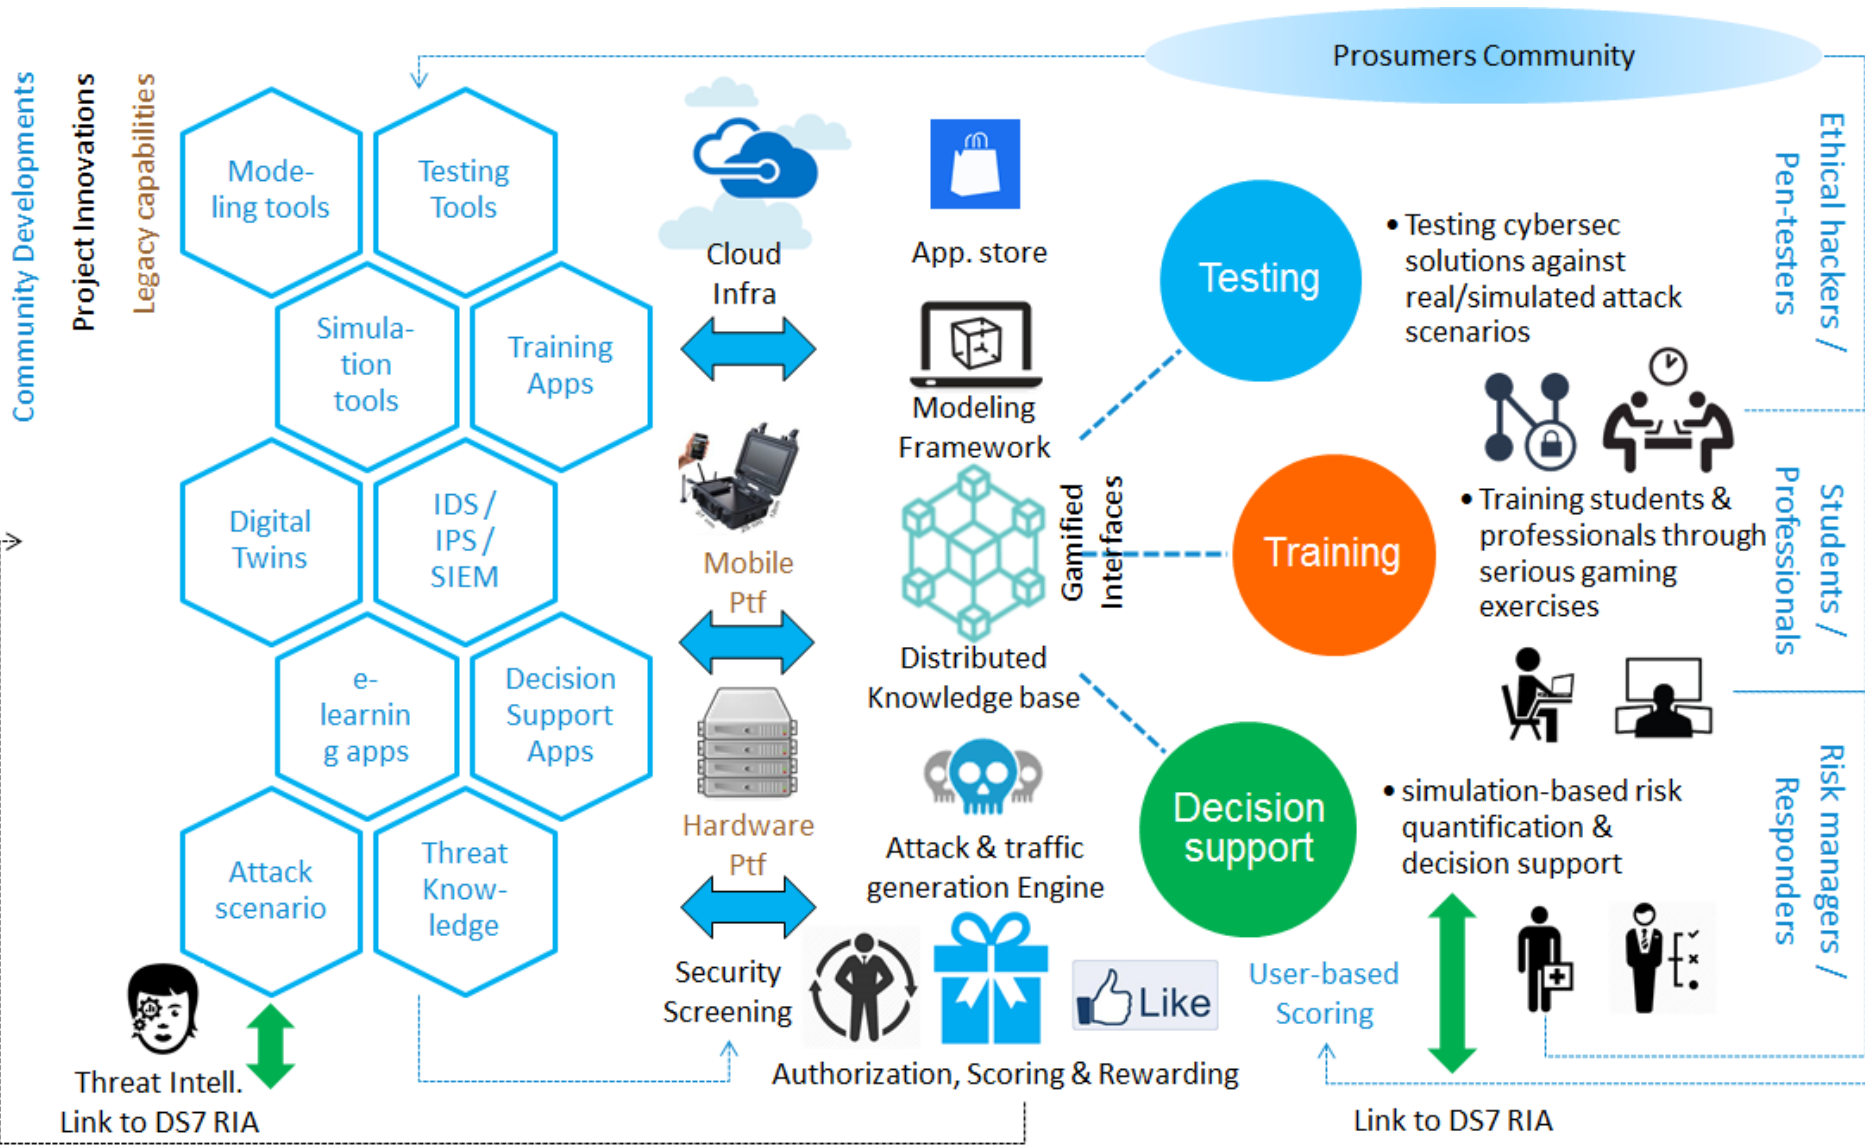 Prosumers Community
Community Developments
Project Innovations
Legacy capabilities
Mode-
ling tools
Testing
Tools
Simula-
tion
tools
Training
Apps
Digital
Twins
IDS /
IPS /
SIEM
e-
learnin
g apps
Decision
Support
Apps
Attack
scenario
Threat
Know-
ledge
Threat Intell.
Link to DS7 RIA
Cloud
Infra
Mobile
Ptf
Hardware
Ptf
Security
Screening
App. store
Modeling
Framework
Distributed
Knowledge base
Attack & traffic
generation Engine
Like
Authorization, Scoring & Rewarding
Gamified
Interfaces
Testing
Training
Decision
support
User-based
Scoring
• Testing cybersec
solutions against
real/simulated attack
scenarios
• Training students &
professionals through
serious gaming
exercises
• simulation-based risk
quantification &
decision support
Link to DS7 RIA
Ethical hackers /
Pen-testers
Students /
Professionals
Risk managers /
Responders